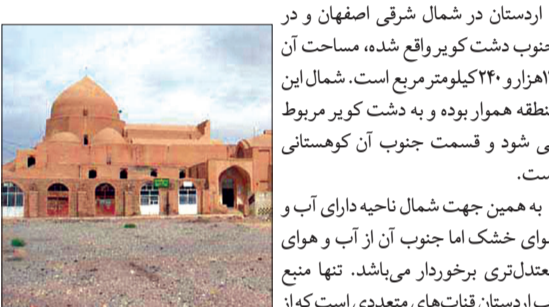 اردستان در شمال شرقی اصفهان و در
جنوب دشت کویر واقع شده، مساحت آن
هزار و ۲۴۰ کیلومتر مربع است. شمال این
منطقه هموار بوده و به دشت کویر مربوط
می شود و قسمت جنوب آن کوهستانی
است.
به همین جهت شمال ناحیه دارای آب و
هوای خشک اما جنوب آن از آب و هوای
معتدل‌تری برخوردار می‌باشد. تنها منبع
آب اردستان قنات‌های متعددی است که از